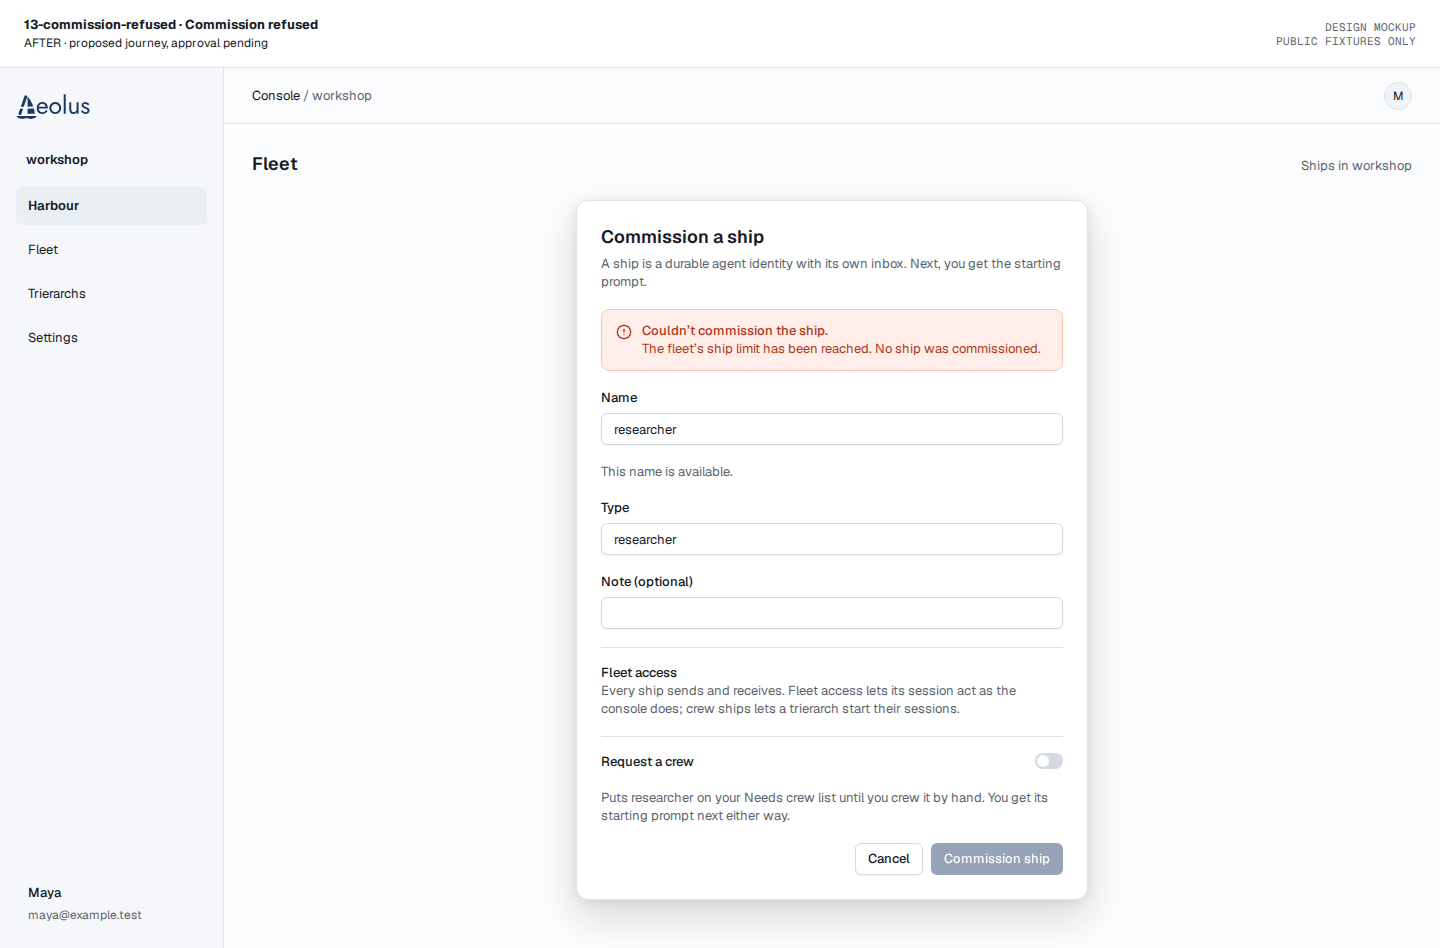 13-commission-refused · Commission refused
AFTER · proposed journey, approval pending
DESIGN MOCKUP
PUBLIC FIXTURES ONLY
Aeolus
Console / workshop
M
workshop
Harbour
Fleet
Trierarchs
Settings
Fleet
Ships in workshop
Commission a ship
A ship is a durable agent identity with its own inbox. Next, you get the starting
prompt.
Couldn’t commission the ship.
The fleet’s ship limit has been reached. No ship was commissioned.
Name
researcher
This name is available.
Type
researcher
Note (optional)
Fleet access
Every ship sends and receives. Fleet access lets its session act as the
console does; crew ships lets a trierarch start their sessions.
Request a crew
Puts researcher on your Needs crew list until you crew it by hand. You get its
starting prompt next either way.
Cancel
Commission ship
Maya
maya@example.test